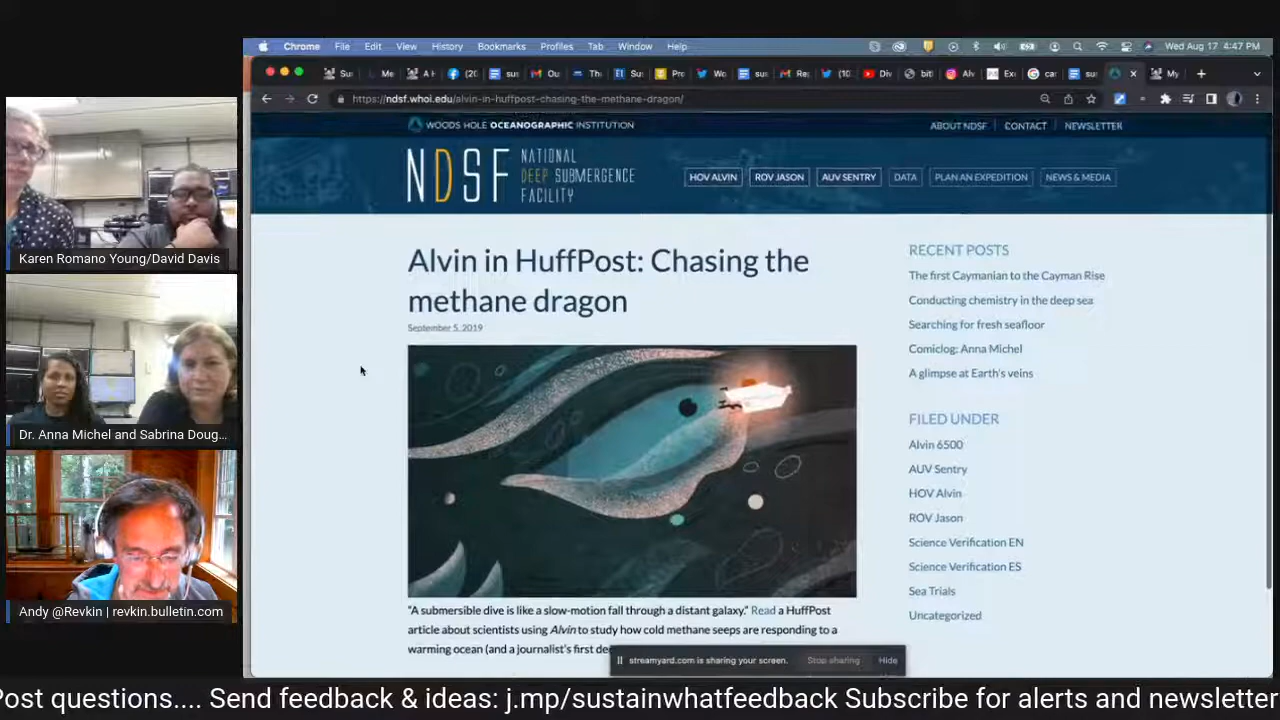 Chrome File Edit View History Bookmarks Profiles Tab Window Help Wed Aug 17 4:47 PM
https://ndsf.whoi.edu/alvin-in-huffpost-chasing-the-methane-dragon/
WOODS HOLE OCEANOGRAPHIC INSTITUTION
ABOUT NDSF CONTACT NEWSLETTER
NDSF NATIONAL
DEEP SUBMERGENCE
FACILITY
HOV ALVIN ROV JASON AUV SENTRY DATA PLAN AN EXPEDITION NEWS & MEDIA
Alvin in HuffPost: Chasing the
methane dragon
September 5, 2019
"A submersible dive is like a slow-motion fall through a distant galaxy." Read a HuffPost
article about scientists using Alvin to study how cold methane seeps are responding to a
warming ocean (and a journalist's first
RECENT POSTS
The first Caymanian to the Cayman Rise
Conducting chemistry in the deep sea
Searching for fresh seafloor
Comiclog: Anna Michel
A glimpse at Earth's veins
FILED UNDER
Alvin 6500
AUV Sentry
HOV Alvin
ROV Jason
Science Verification EN
Science Verification ES
Sea Trials
Uncategorized
streamyard.com is sharing your screen. Stop sharing Hide
Karen Romano Young/David Davis
Dr. Anna Michel and Sabrina Doug...
Andy @Revkin | revkin.bulletin.com
Post questions.... Send feedback & ideas: j.mp/sustainwhatfeedback Subscribe for alerts and newsletter